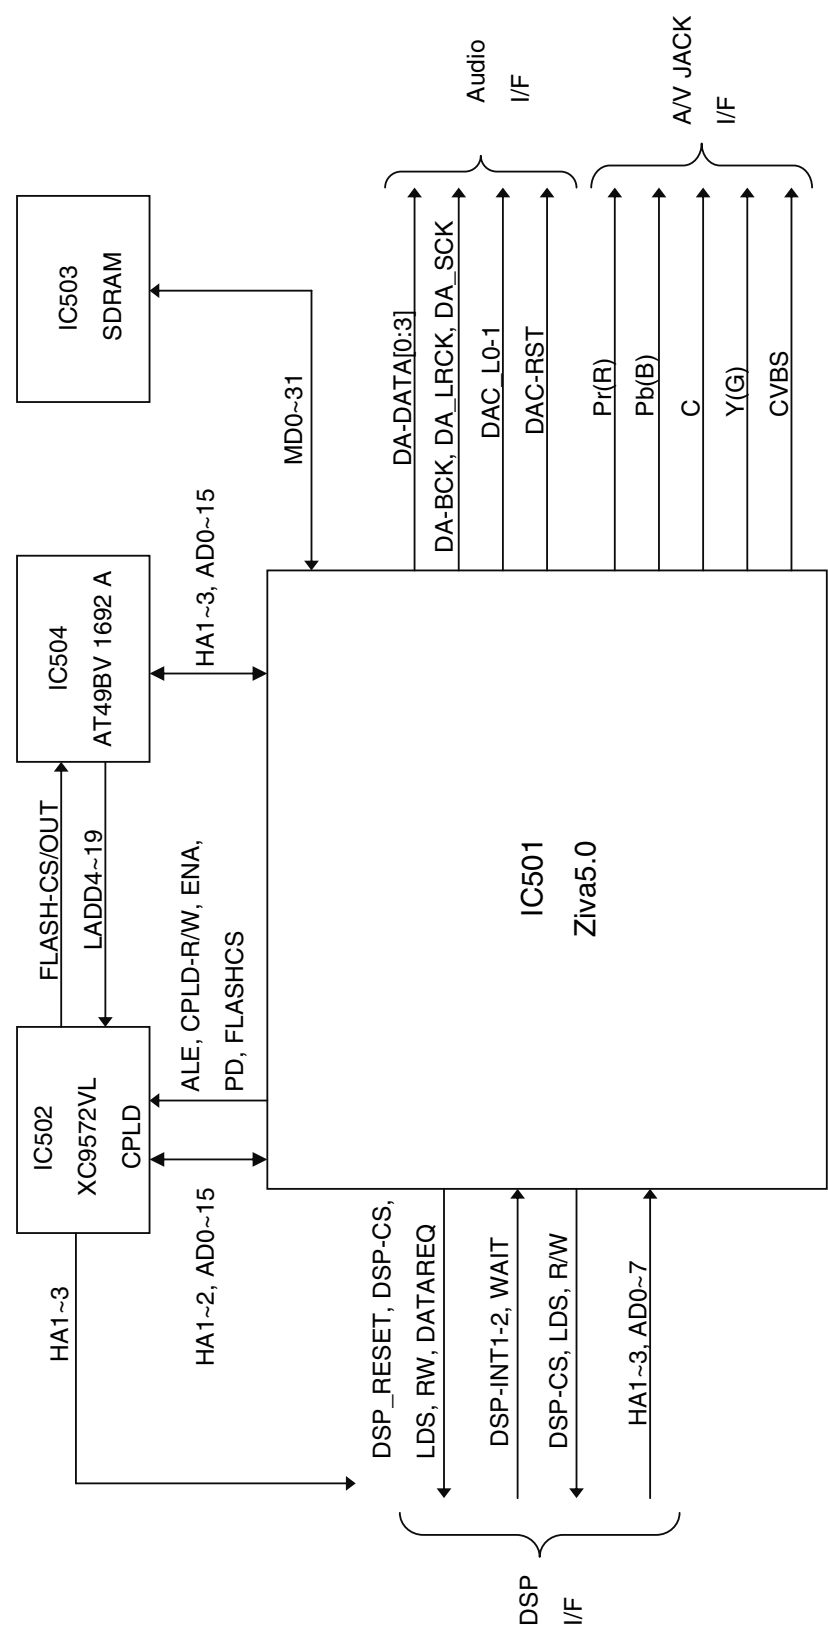 HA1~3
IC502
XC9572VL
CPLD
FLASH-CS/OUT
LADD4~19
IC504
AT49BV 1692 A
IC503
SDRAM
HA1~2, AD0~15
ALE, CPLD-R/W, ENA,
PD, FLASHCS
HA1~3, AD0~15
MD0~31
DSP
I/F
DSP_RESET, DSP-CS,
LDS, RW, DATAREQ
DSP-INT1-2, WAIT
DSP-CS, LDS, R/W
HA1~3, AD0~7
IC501
Ziva5.0
DA-DATA[0:3]
DA-BCK, DA_LRCK, DA_SCK
DAC_L0-1
DAC-RST
Pr(R)
Pb(B)
C
Y(G)
CVBS
Audio
I/F
A/V JACK
I/F